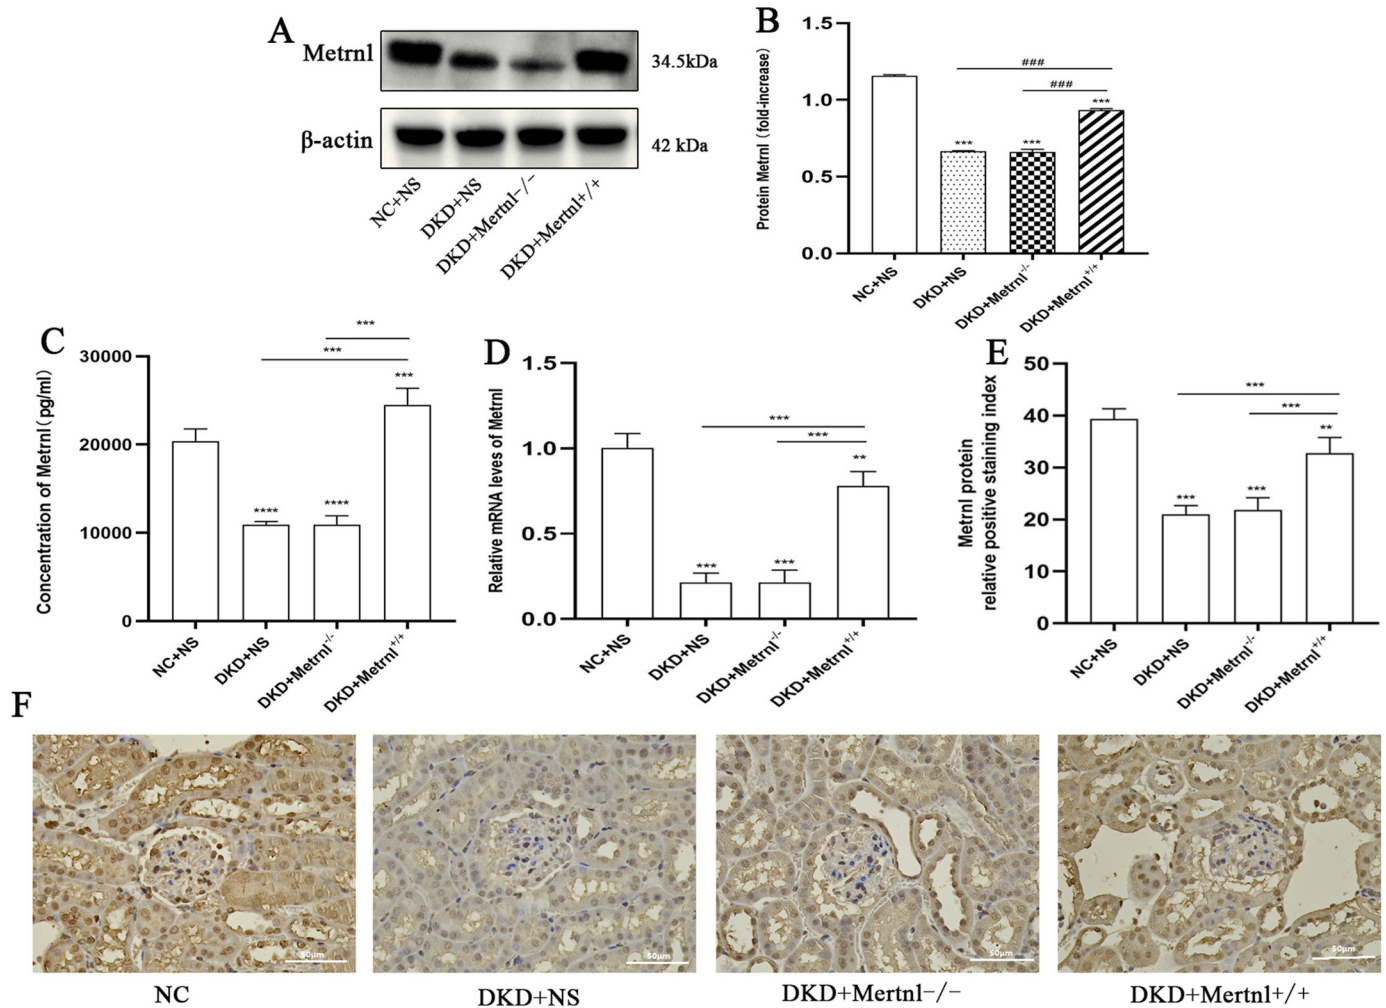 A
Metrnl
34.5kDa
β-actin
42 kDa
NC+NS
DKD+NS
DKD+Mertnl−/−
DKD+Mertnl+/+
B
Protein Metrnl (fold-increase)
1.5
1.0
0.5
0.0
###
###
***
***
***
NC+NS
DKD+NS
DKD+Metrnl-/-
DKD+Metrnl+/+
C
Concentration of Metrnl(pg/ml)
30000
20000
10000
0
***
***
***
****
****
NC+NS
DKD+NS
DKD+Metrnl-/-
DKD+Metrnl+/+
D
Relative mRNA levels of Metrnl
1.5
1.0
0.5
0.0
***
***
**
***
***
NC+NS
DKD+NS
DKD+Metrnl-/-
DKD+Metrnl+/+
E
Metrnl protein
relative positive staining index
50
40
30
20
10
0
***
***
**
***
***
NC+NS
DKD+NS
DKD+Metrnl-/-
DKD+Metrnl+/+
F
50μm
50μm
50μm
50μm
NC
DKD+NS
DKD+Mertnl−/−
DKD+Mertnl+/+